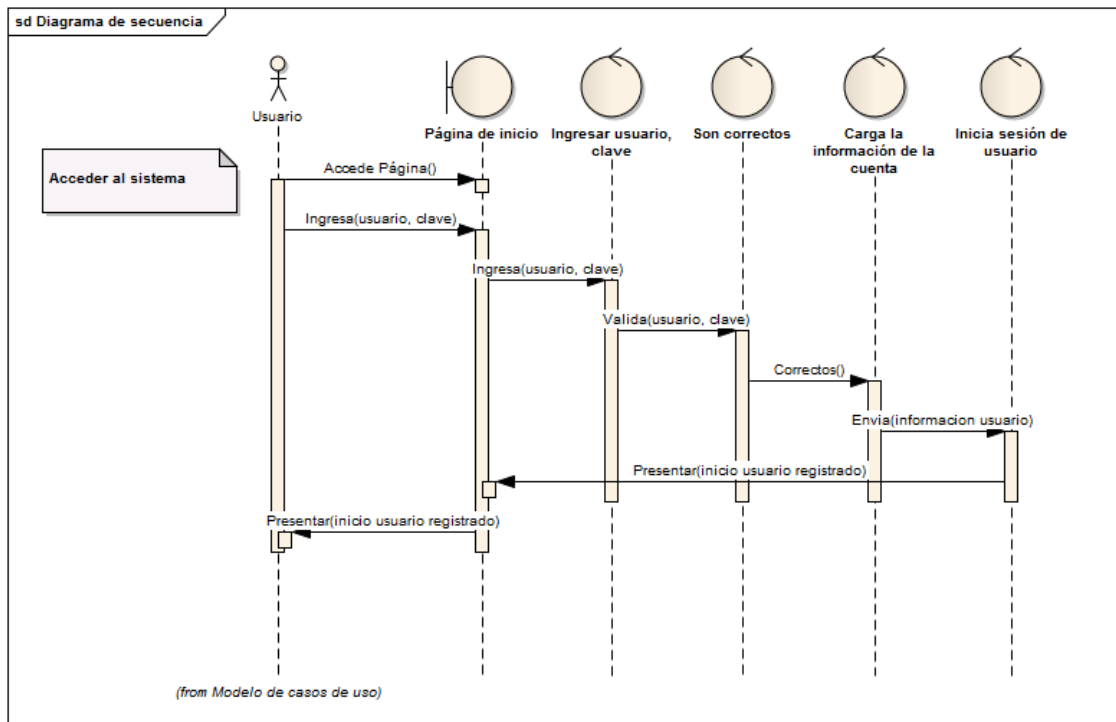 sd Diagrama de secuencia
Usuario
Página de inicio
Ingresar usuario,
clave
Son correctos
Carga la
información de la
cuenta
Inicia sesión de
usuario
Acceder al sistema
Accede Página()
Ingresa(usuario, clave)
Ingresa(usuario, clave)
Valida(usuario, clave)
Correctos()
Envia(informacion usuario)
Presentar(inicio usuario registrado)
Presentar(inicio usuario registrado)
(from Modelo de casos de uso)